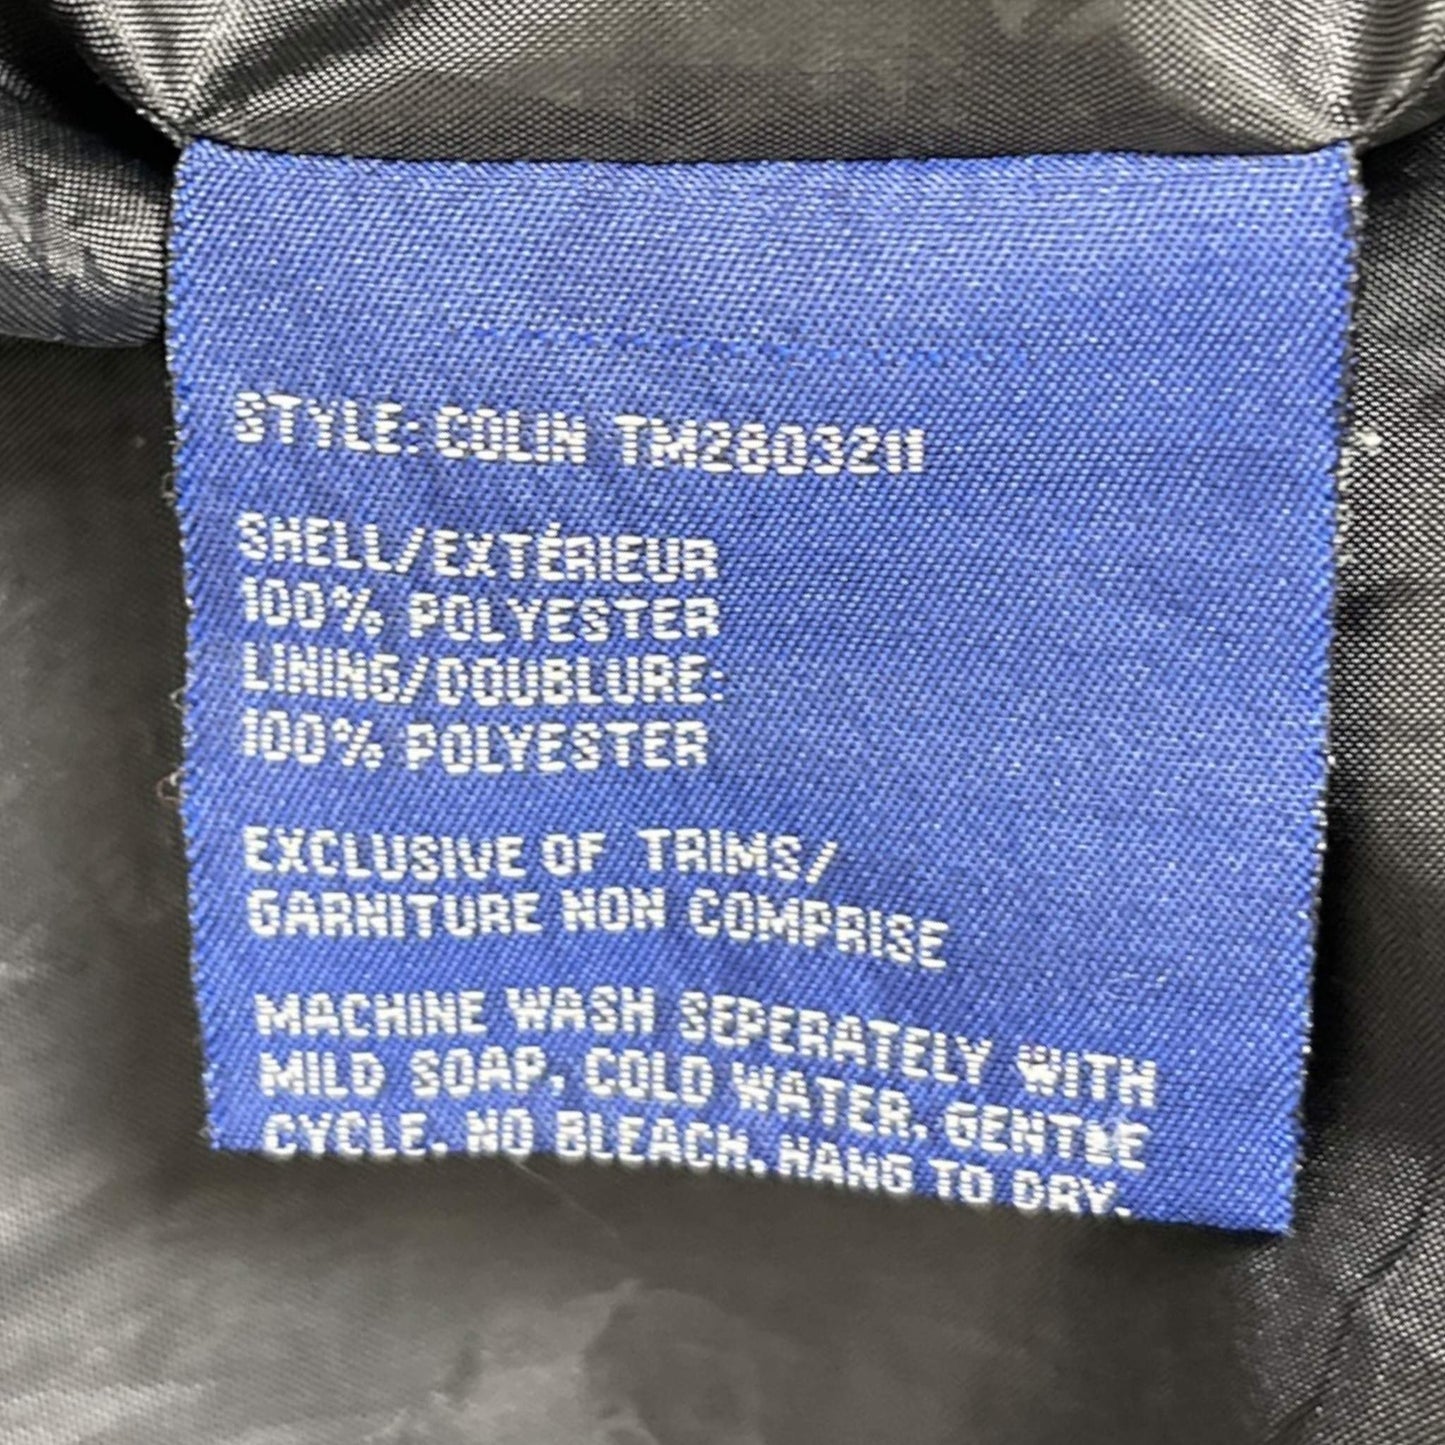 STYLE: COLIN TM2803211
SHELL/EXTÉRIEUR
100% POLYESTER
LINING/DOUBLURE:
100% POLYESTER
EXCLUSIVE OF TRIMS/
GARNITURE NON COMPRISE
MACHINE WASH SEPERATELY WITH
MILD SOAP, COLD WATER, GENTLE
CYCLE. NO BLEACH. HANG TO DRY.